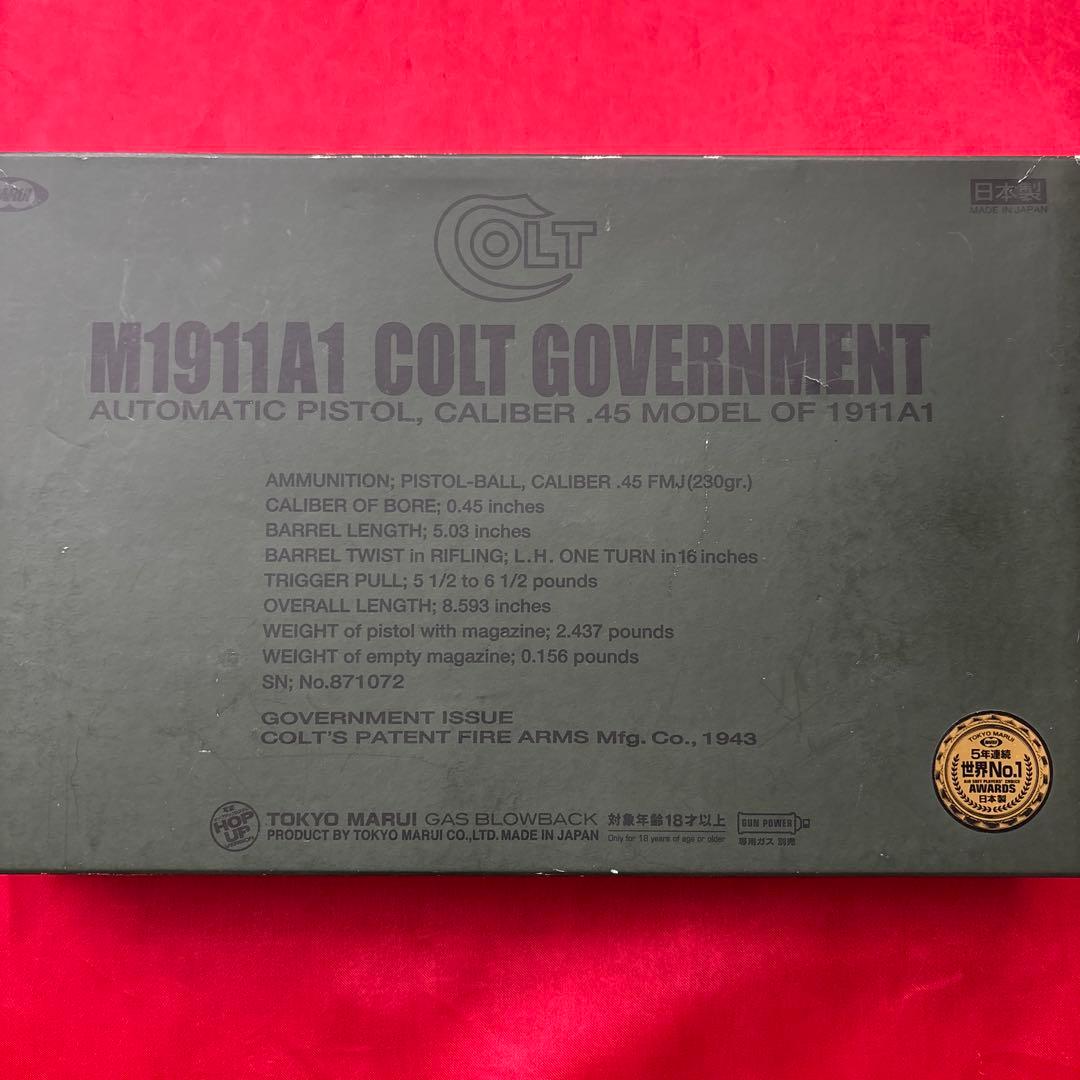 MARUI
日本製
MADE IN JAPAN
COLT
M1911A1 COLT GOVERNMENT
AUTOMATIC PISTOL, CALIBER .45 MODEL OF 1911A1
AMMUNITION; PISTOL-BALL, CALIBER .45 FMJ(230gr.)
CALIBER OF BORE; 0.45 inches
BARREL LENGTH; 5.03 inches
BARREL TWIST in RIFLING; L.H. ONE TURN in 16 inches
TRIGGER PULL; 5 1/2 to 6 1/2 pounds
OVERALL LENGTH; 8.593 inches
WEIGHT of pistol with magazine; 2.437 pounds
WEIGHT of empty magazine; 0.156 pounds
SN; No.871072
GOVERNMENT ISSUE
COLT'S PATENT FIRE ARMS Mfg. Co., 1943
TOKYO MARUI
5年連続
世界No.1
AIR SOFT PLAYERS' CHOICE
AWARDS
日本製
HOP
UP
TOKYO MARUI GAS BLOWBACK
PRODUCT BY TOKYO MARUI CO.,LTD. MADE IN JAPAN
対象年齢18才以上
Only for 18 years of age or older
GUN POWER
専用ガス 別売